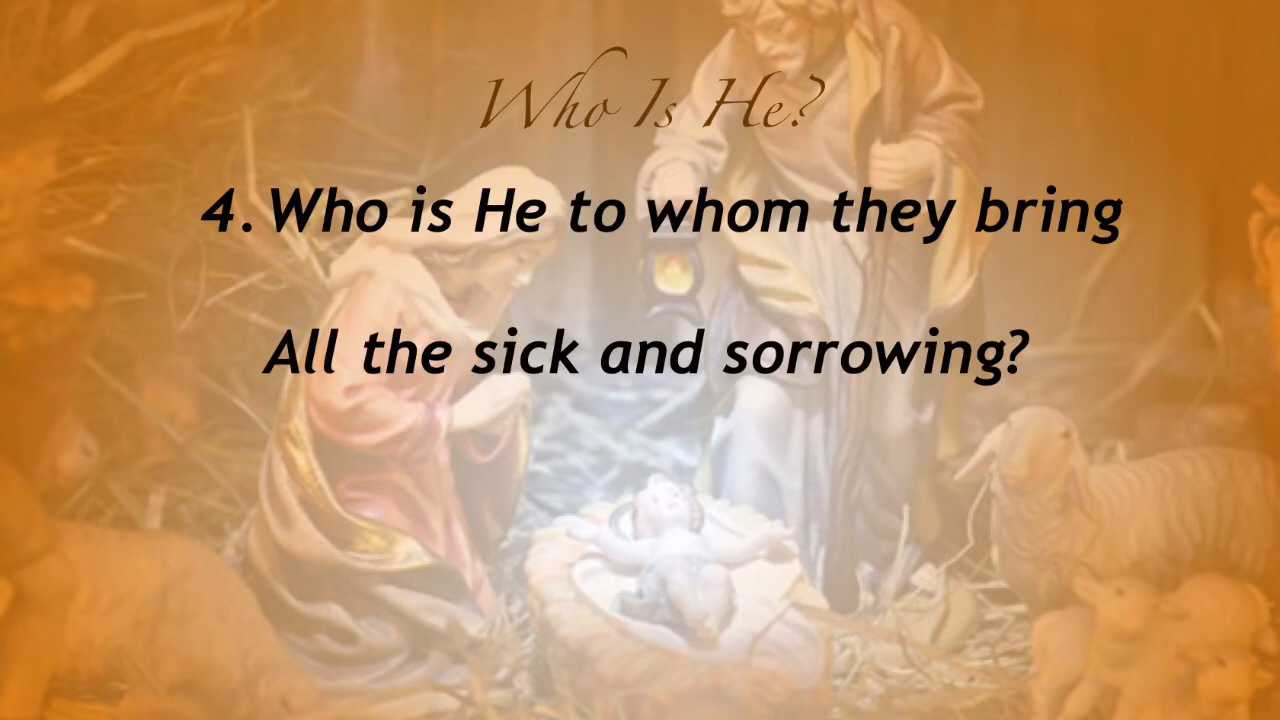 Who Is He?
4. Who is He to whom they bring
All the sick and sorrowing?